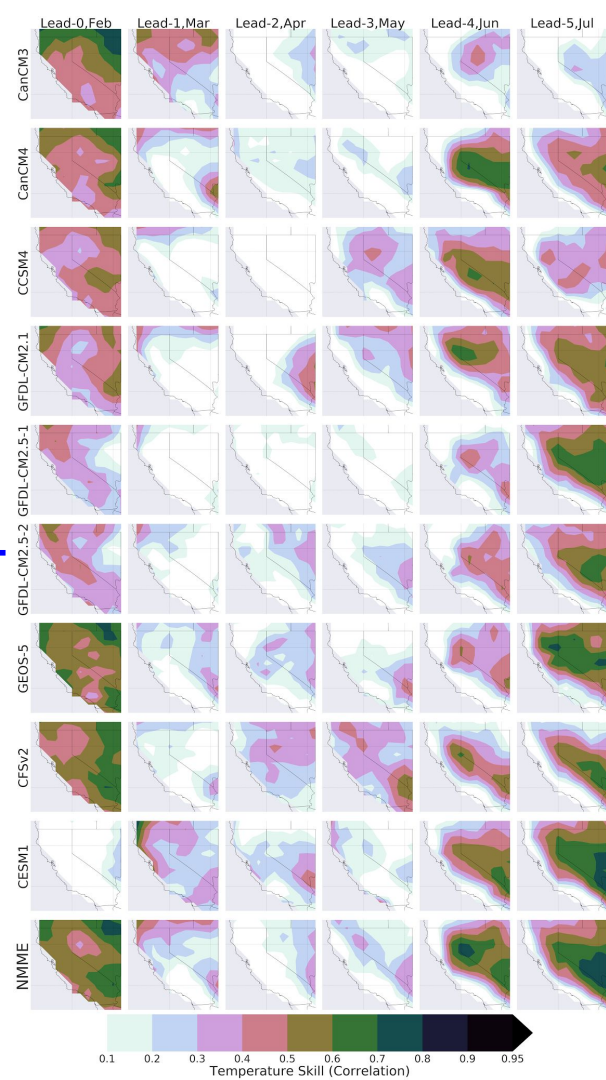 Lead-0,Feb Lead-1,Mar Lead-2,Apr Lead-3,May Lead-4,Jun Lead-5,Jul
CanCM3
CanCM4
CCSM4
GFDL-CM2.1
GFDL-CM2.5-1
GFDL-CM2.5-2
GEOS-5
CFSv2
CESM1
NMME
0.1 0.2 0.3 0.4 0.5 0.6 0.7 0.8 0.9 0.95
Temperature Skill (Correlation)